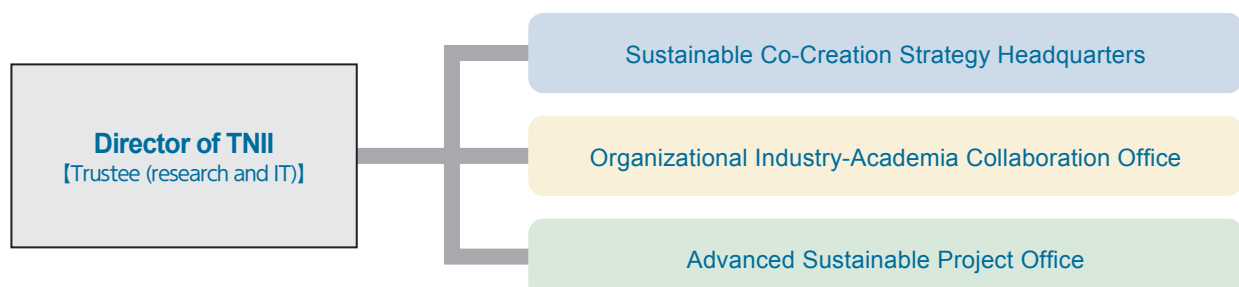 Sustainable Co-Creation Strategy Headquarters
Director of TNII
【Trustee (research and IT)】
Organizational Industry-Academia Collaboration Office
Advanced Sustainable Project Office